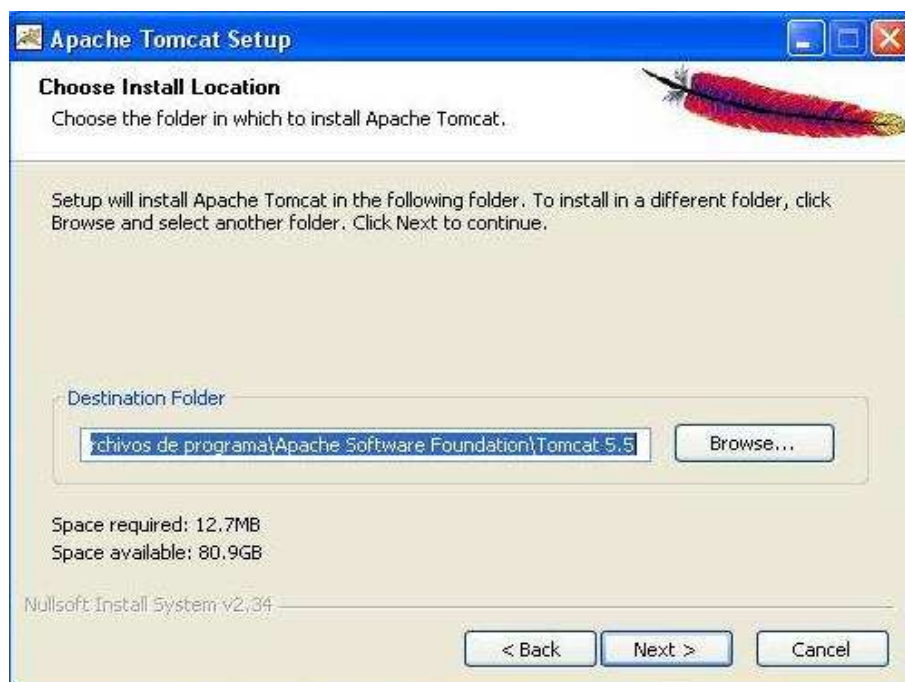 Apache Tomcat Setup
Choose Install Location
Choose the folder in which to install Apache Tomcat.
Setup will install Apache Tomcat in the following folder. To install in a different folder, click
Browse and select another folder. Click Next to continue.
Destination Folder
rchivos de programa\Apache Software Foundation\Tomcat 5.5
Browse...
Space required: 12.7MB
Space available: 80.9GB
Nullsoft Install System v2.34
< Back
Next >
Cancel